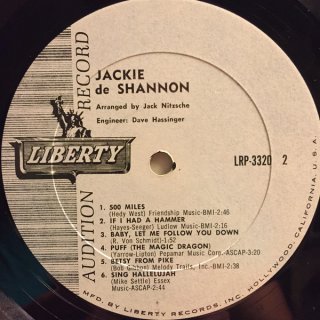 AUDITION RECORD
JACKIE
de SHANNON
Arranged by Jack Nitzsche
Engineer: Dave Hassinger
LIBERTY
LRP-3320 2
1. 500 MILES
(Hedy West) Friendship Music-BMI-2:46
2. IF I HAD A HAMMER
(Hayes-Seeger) Ludlow Music-BMI-2:20
3. BABY, LET ME FOLLOW YOU DOWN
(R. Von Schmidt)-1:52
4. PUFF (THE MAGIC DRAGON)
(Yarrow-Lipton) Pepamar Music Corp.-ASCAP-3:20
5. BETSY FROM PIKE
(Bob Gibson) Melody Trails, Inc.-BMI-2:38
6. SING HALLELUJAH
(Mike Settle) Essex
Music-ASCAP-2:44
MFD. BY LIBERTY RECORDS, INC., HOLLYWOOD, CALIFORNIA, U.S.A.